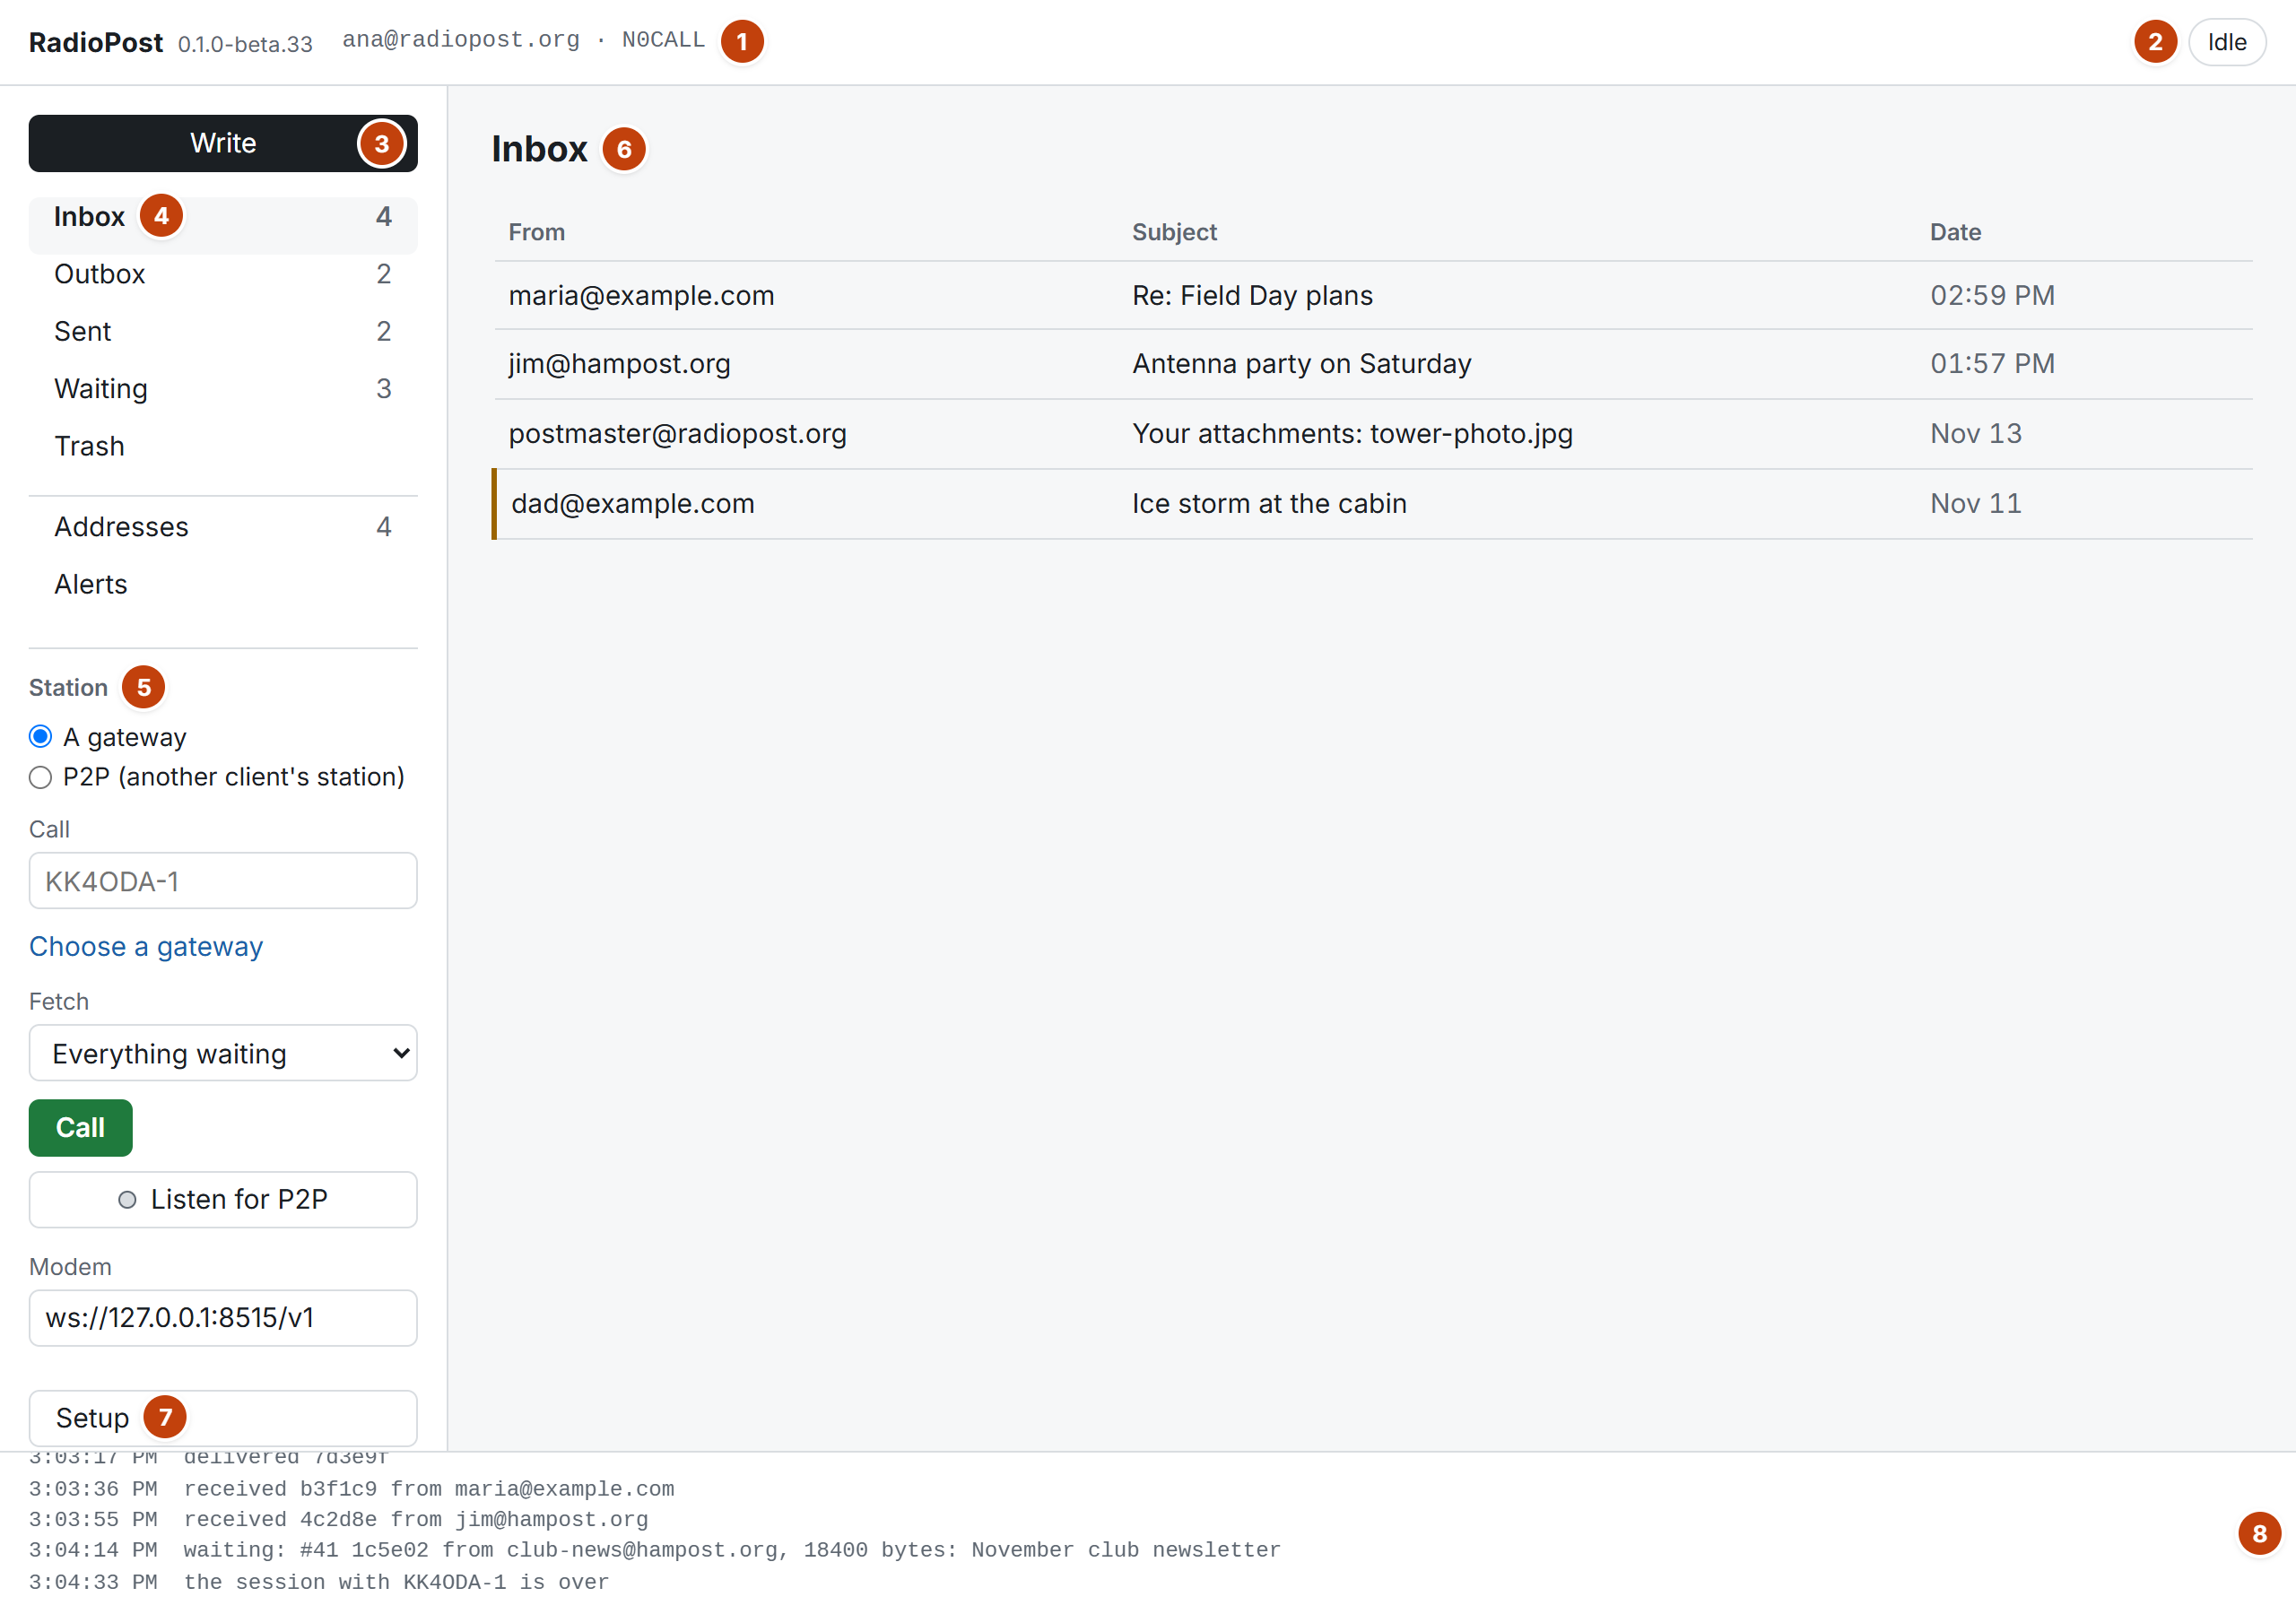 RadioPost 0.1.0-beta.33 ana@radiopost.org · N0CALL 1 2 Idle
Write 3
Inbox 4 4
Outbox 2
Sent 2
Waiting 3
Trash
Addresses 4
Alerts
Station 5
A gateway
P2P (another client's station)
Call
KK4ODA-1
Choose a gateway
Fetch
Everything waiting
Call
Listen for P2P
Modem
ws://127.0.0.1:8515/v1
Setup 7
Inbox 6
From Subject Date
maria@example.com Re: Field Day plans 02:59 PM
jim@hampost.org Antenna party on Saturday 01:57 PM
postmaster@radiopost.org Your attachments: tower-photo.jpg Nov 13
dad@example.com Ice storm at the cabin Nov 11
3:03:17 PM delivered 7d3e9f
3:03:36 PM received b3f1c9 from maria@example.com
3:03:55 PM received 4c2d8e from jim@hampost.org
3:04:14 PM waiting: #41 1c5e02 from club-news@hampost.org, 18400 bytes: November club newsletter
3:04:33 PM the session with KK4ODA-1 is over
8